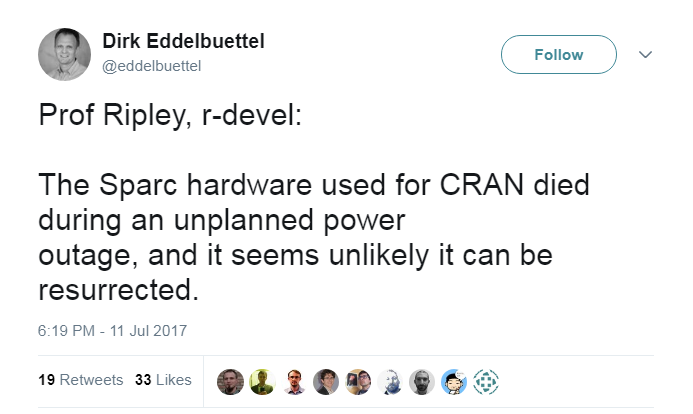 Dirk Eddelbuettel
@eddelbuettel
Follow
Prof Ripley, r-devel:
The Sparc hardware used for CRAN died
during an unplanned power
outage, and it seems unlikely it can be
resurrected.
6:19 PM - 11 Jul 2017
19 Retweets 33 Likes